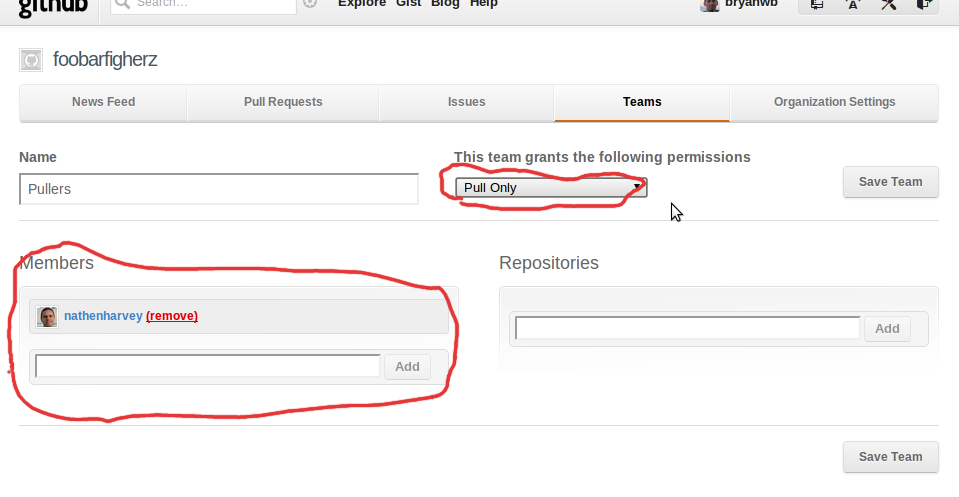 github Search... Explore Gist Blog Help bryanwb
foobarfigherz
News Feed Pull Requests Issues Teams Organization Settings
Name This team grants the following permissions
Pullers Pull Only Save Team
Members Repositories
nathenharvey (remove)
Add
Add
Save Team